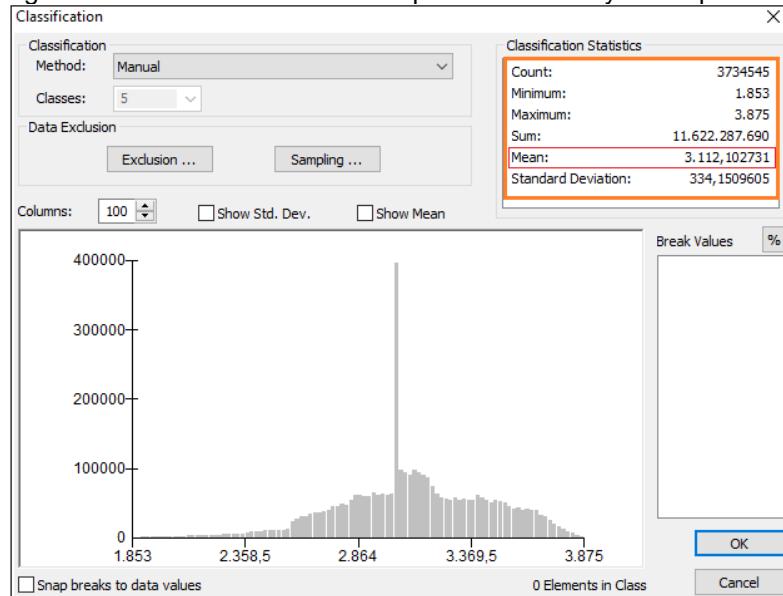 Classification
Classification
Method: Manual
Classes: 5
Data Exclusion
Exclusion ...
Sampling ...
Classification Statistics
Count: 3734545
Minimum: 1.853
Maximum: 3.875
Sum: 11.622.287.690
Mean: 3.112,102731
Standard Deviation: 334,1509605
Columns: 100
Show Std. Dev.
Show Mean
Break Values %
400000
300000
200000
100000
0
1.853 2.358,5 2.864 3.369,5 3.875
OK
Snap breaks to data values
0 Elements in Class
Cancel